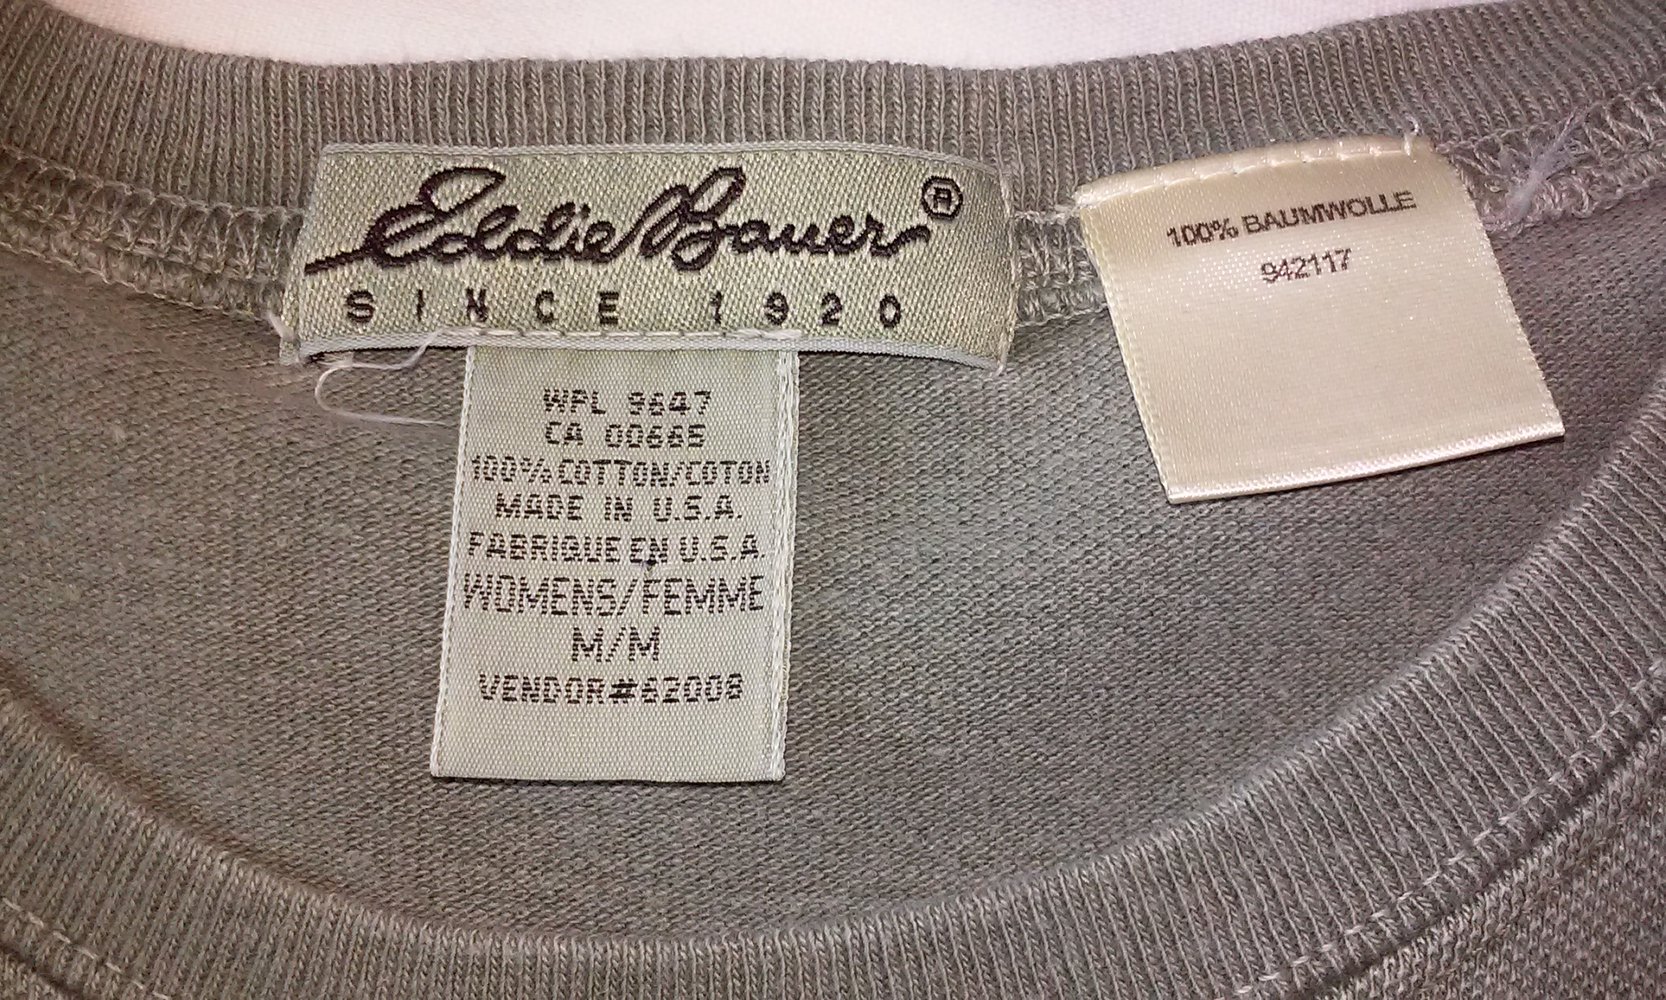 Eddie Bauer ®
SINCE 1920
WPL 9647
CA 00665
100% COTTON/COTON
MADE IN U.S.A.
FABRIQUE EN U.S.A
WOMENS/FEMME
M/M
VENDOR#62008
100% BAUMWOLLE
942117